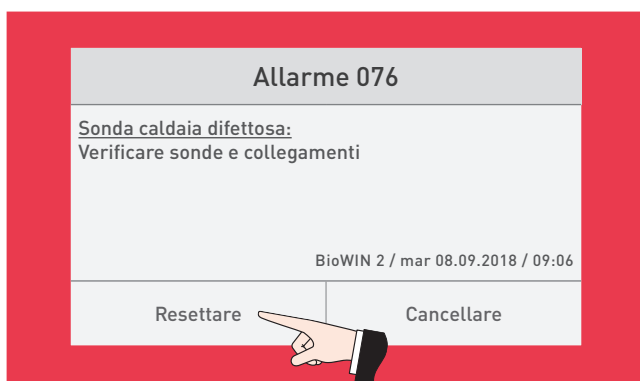 Allarme 076
Sonda caldaia difettosa:
Verificare sonde e collegamenti
BioWIN 2 / mar 08.09.2018 / 09:06
Resettare
Cancellare